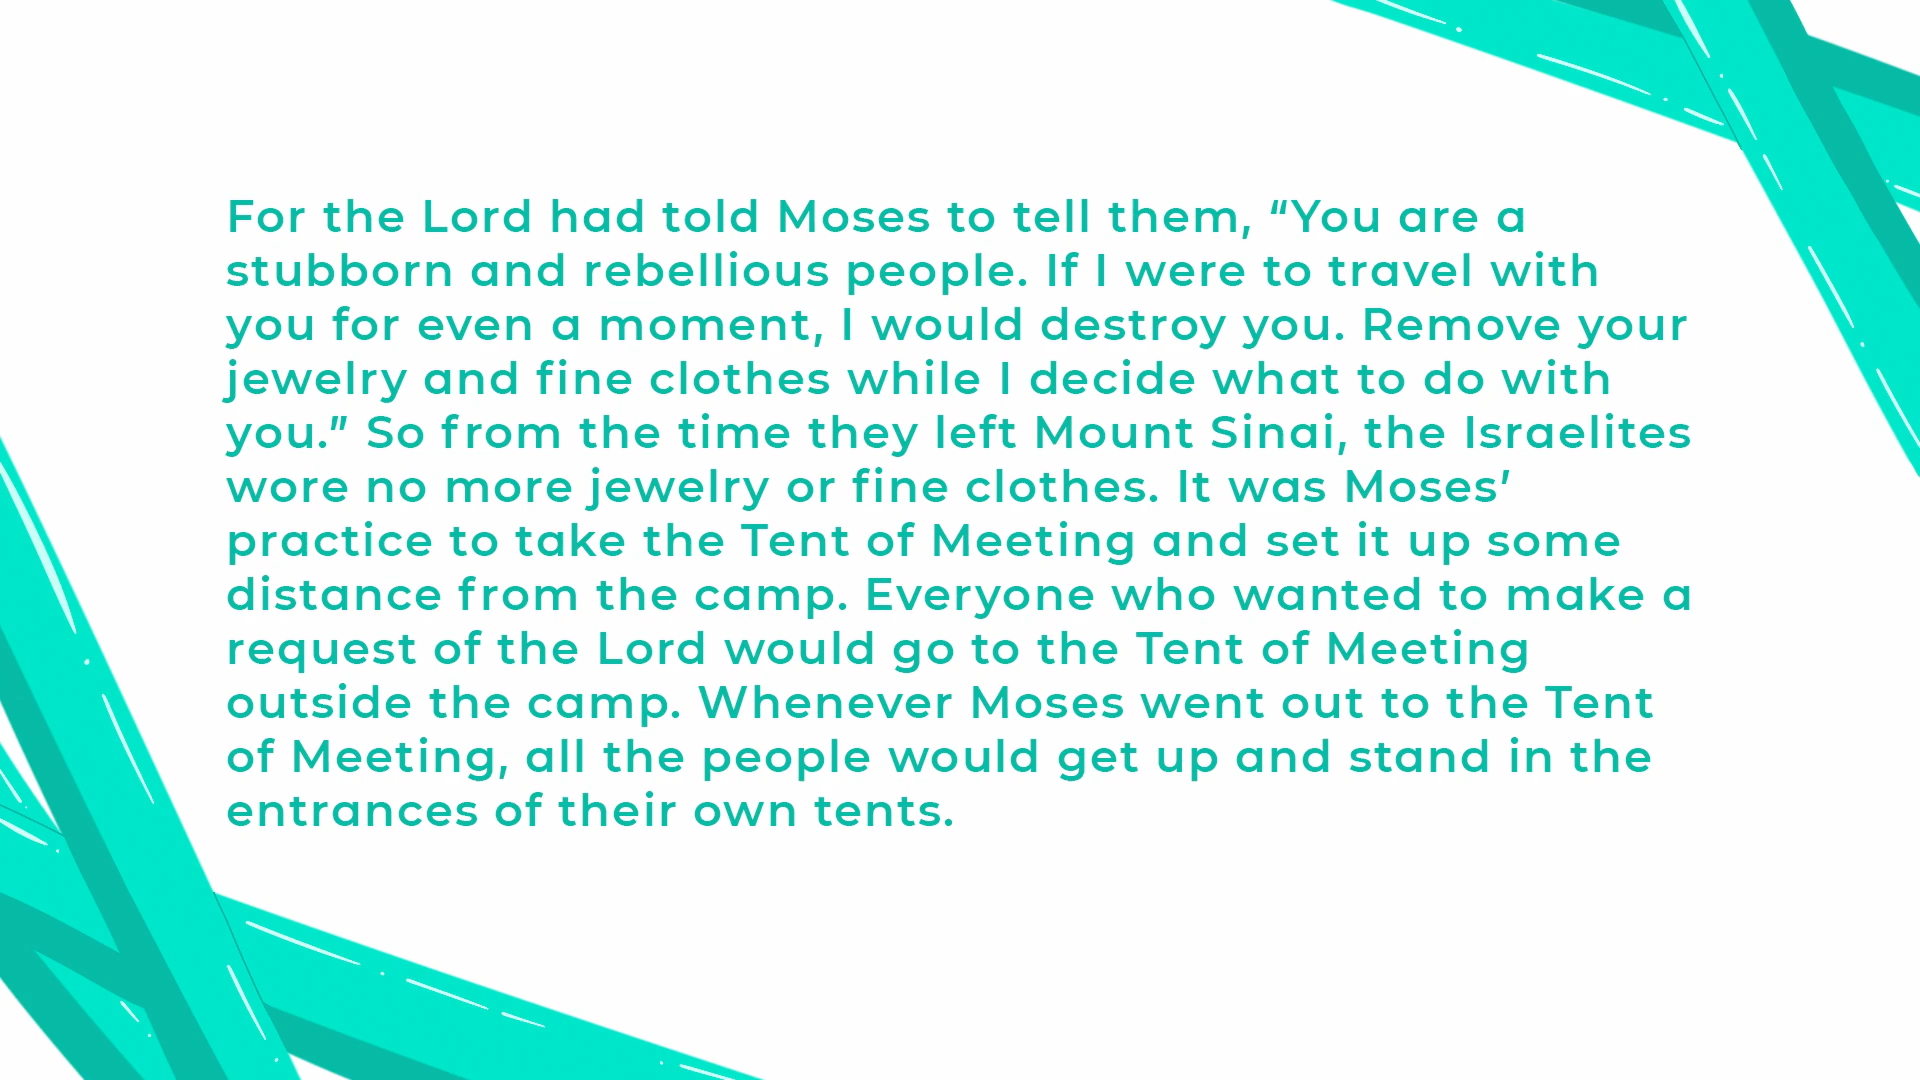 For the Lord had told Moses to tell them, “You are a
stubborn and rebellious people. If I were to travel with
you for even a moment, I would destroy you. Remove your
jewelry and fine clothes while I decide what to do with
you.” So from the time they left Mount Sinai, the Israelites
wore no more jewelry or fine clothes. It was Moses’
practice to take the Tent of Meeting and set it up some
distance from the camp. Everyone who wanted to make a
request of the Lord would go to the Tent of Meeting
outside the camp. Whenever Moses went out to the Tent
of Meeting, all the people would get up and stand in the
entrances of their own tents.